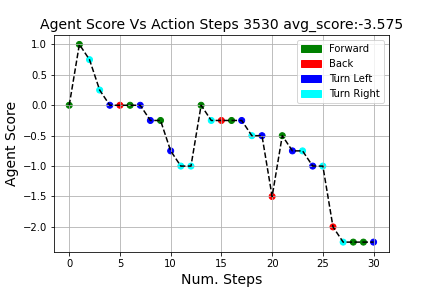 Agent Score Vs Action Steps 3530 avg_score:-3.575
Agent Score
1.0
0.5
0.0
−0.5
−1.0
−1.5
−2.0
Forward
Back
Turn Left
Turn Right
0 5 10 15 20 25 30
Num. Steps